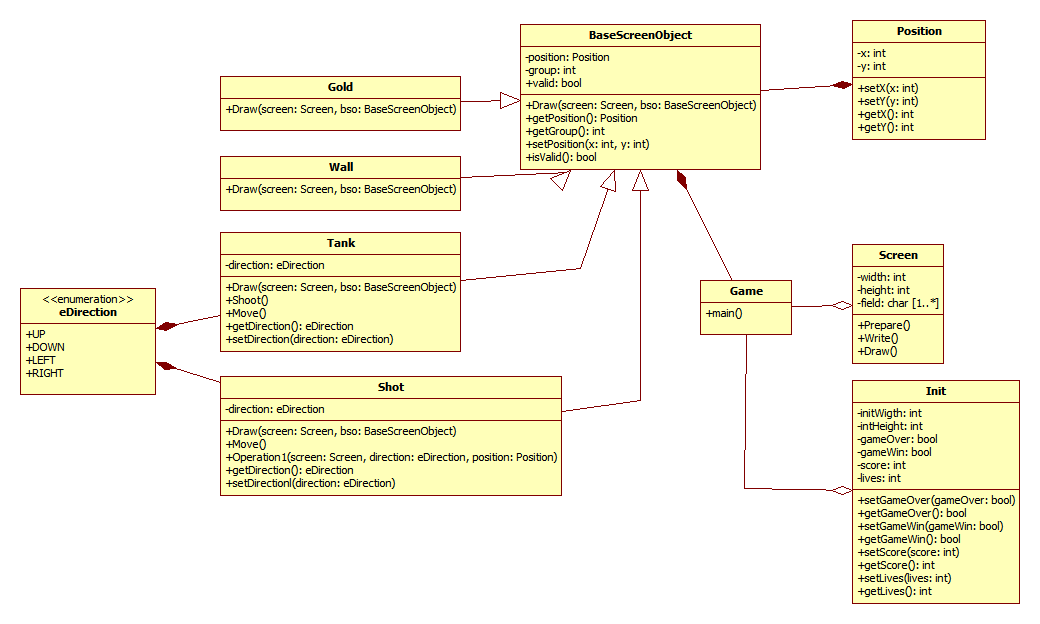 BaseScreenObject
-position: Position
-group: int
+valid: bool
+Draw(screen: Screen, bso: BaseScreenObject)
+getPosition(): Position
+getGroup(): int
+setPosition(x: int, y: int)
+isValid(): bool
Position
-x: int
-y: int
+setX(x: int)
+setY(y: int)
+getX(): int
+getY(): int
Gold
+Draw(screen: Screen, bso: BaseScreenObject)
Wall
+Draw(screen: Screen, bso: BaseScreenObject)
Tank
-direction: eDirection
+Draw(screen: Screen, bso: BaseScreenObject)
+Shoot()
+Move()
+getDirection(): eDirection
+setDirection(direction: eDirection)
<<enumeration>>
eDirection
+UP
+DOWN
+LEFT
+RIGHT
Shot
-direction: eDirection
+Draw(screen: Screen, bso: BaseScreenObject)
+Move()
+Operation1(screen: Screen, direction: eDirection, position: Position)
+getDirection(): eDirection
+setDirectionl(direction: eDirection)
Game
+main()
Screen
-width: int
-height: int
-field: char [1..*]
+Prepare()
+Write()
+Draw()
Init
-initWigth: int
-intHeight: int
-gameOver: bool
-gameWin: bool
-score: int
-lives: int
+setGameOver(gameOver: bool)
+getGameOver(): bool
+setGameWin(gameWin: bool)
+getGameWin(): bool
+setScore(score: int)
+getScore(): int
+setLives(lives: int)
+getLives(): int